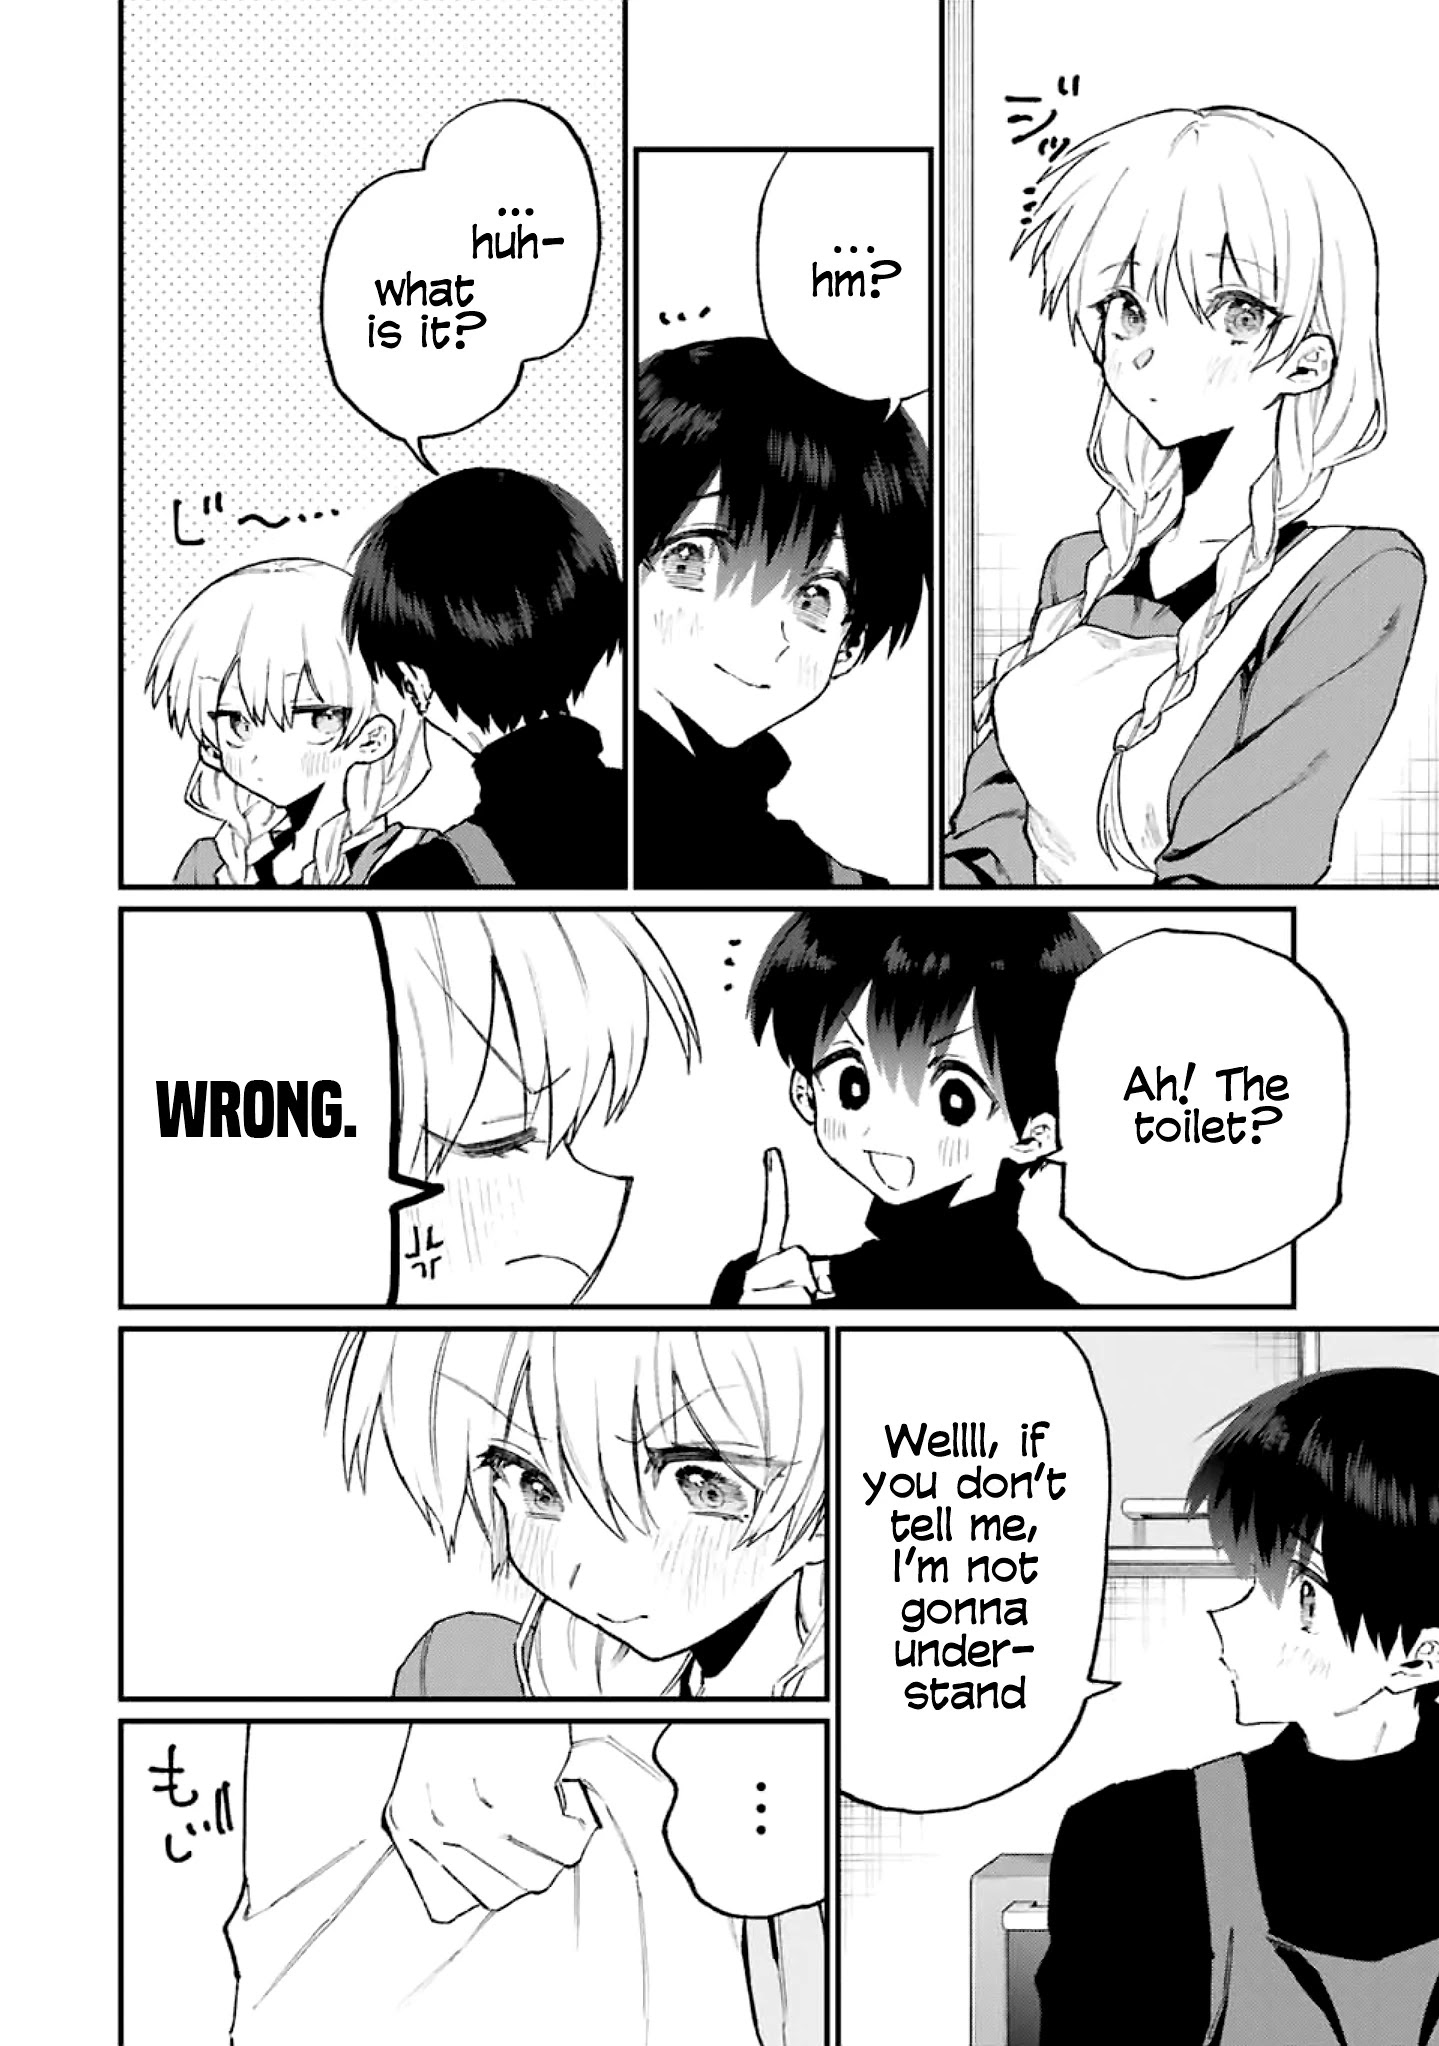 ジッ
…
hm?
…
huh-
what
is it?
じ～…
Ah! The
toilet?
WRONG.
Wellll, if
you don't
tell me,
I'm not
gonna
under-
stand
…
もじ